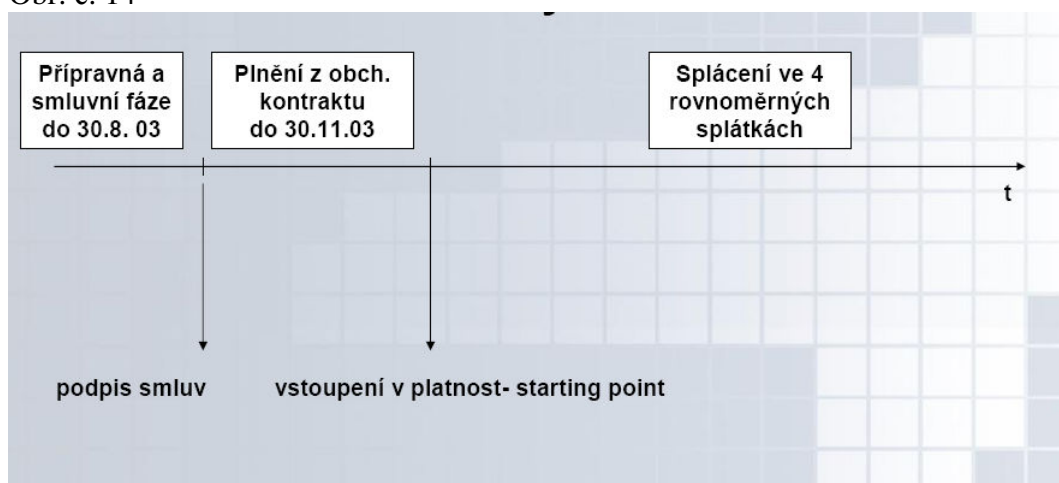 Obr. č. 14
Přípravná a
smluvní fáze
do 30.8. 03
Plnění z obch.
kontraktu
do 30.11.03
Splácení ve 4
rovnoměrných
splátkách
t
podpis smluv
vstoupení v platnost- starting point